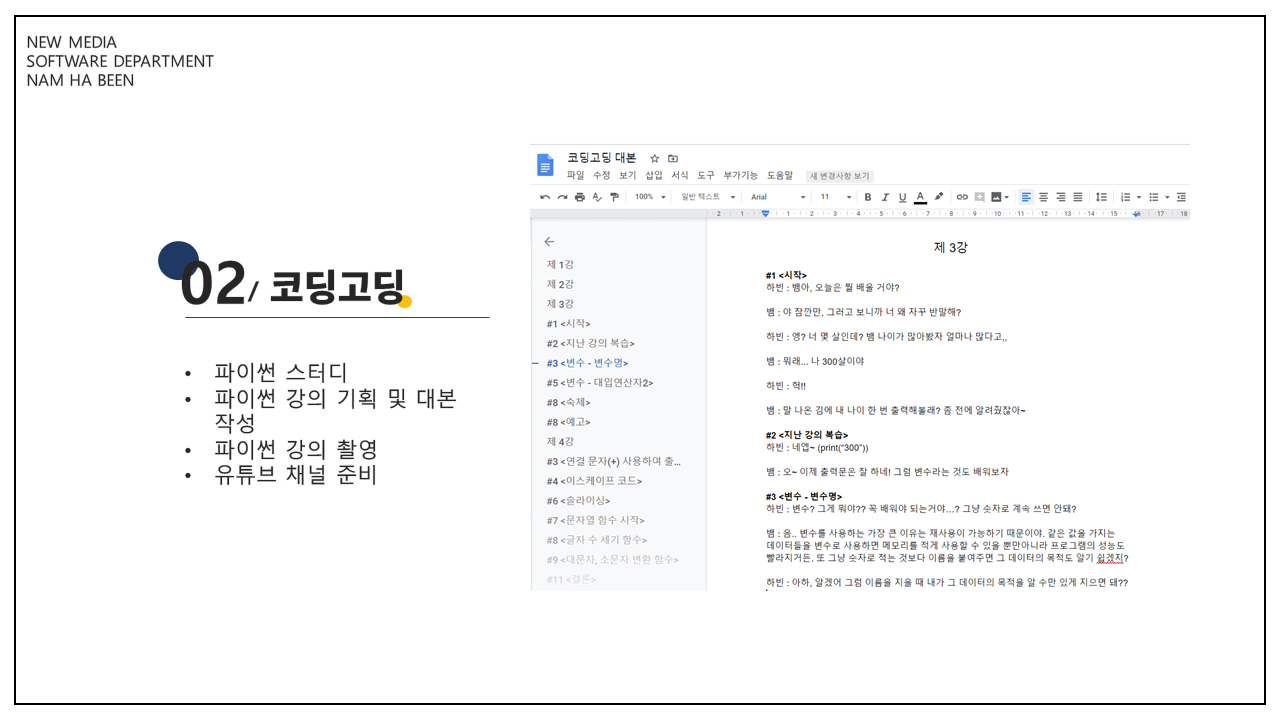 NEW MEDIA
SOFTWARE DEPARTMENT
NAM HA BEEN
02/ 코딩고딩
• 파이썬 스터디
• 파이썬 강의 기획 및 대본
작성
• 파이썬 강의 촬영
• 유튜브 채널 준비
코딩고딩 대본
파일 수정 보기 삽입 서식 도구 부가기능 도움말 새 변경사항 보기
100% 일반 텍스트 Arial 11 B I U A
2 1 1 2 3 4 5 6 7 8 9 10 11 12 13 14 15 16 17 18
제 1강
제 2강
제 3강
#1 <시작>
#2 <지난 강의 복습>
#3 <변수 - 변수명>
#5 <변수 - 대입연산자2>
#8 <숙제>
#8 <예고>
제 4강
#3 <연결 문자(+) 사용하여 출...
#4 <이스케이프 코드>
#6 <슬라이싱>
#7 <문자열 함수 시작>
#8 <글자 수 세기 함수>
#9 <대문자, 소문자 변환 함수>
#11 <결론>
제 3강
#1 <시작>
하빈 : 뱀아, 오늘은 뭘 배울 거야?
뱀 : 야 잠깐만, 그러고 보니까 너 왜 자꾸 반말해?
하빈 : 엥? 너 몇 살인데? 뱀 나이가 많아봤자 얼마나 많다고,,
뱀 : 뭐래... 나 300살이야
하빈 : 헉!!
뱀 : 말 나온 김에 내 나이 한 번 출력해볼래? 좀 전에 알려줬잖아~
#2 <지난 강의 복습>
하빈 : 네엡~ (print("300"))
뱀 : 오~ 이제 출력문은 잘 하네! 그럼 변수라는 것도 배워보자
#3 <변수 - 변수명>
하빈 : 변수? 그게 뭐야?? 꼭 배워야 되는거야…? 그냥 숫자로 계속 쓰면 안돼?
뱀 : 음.. 변수를 사용하는 가장 큰 이유는 재사용이 가능하기 때문이야. 같은 값을 가지는
데이터들을 변수로 사용하면 메모리를 적게 사용할 수 있을 뿐만아니라 프로그램의 성능도
빨라지거든. 또 그냥 숫자로 적는 것보다 이름을 붙여주면 그 데이터의 목적도 알기 쉽겠지?
하빈 : 아하, 알겠어 그럼 이름을 지을 때 내가 그 데이터의 목적을 알 수만 있게 지으면 돼??